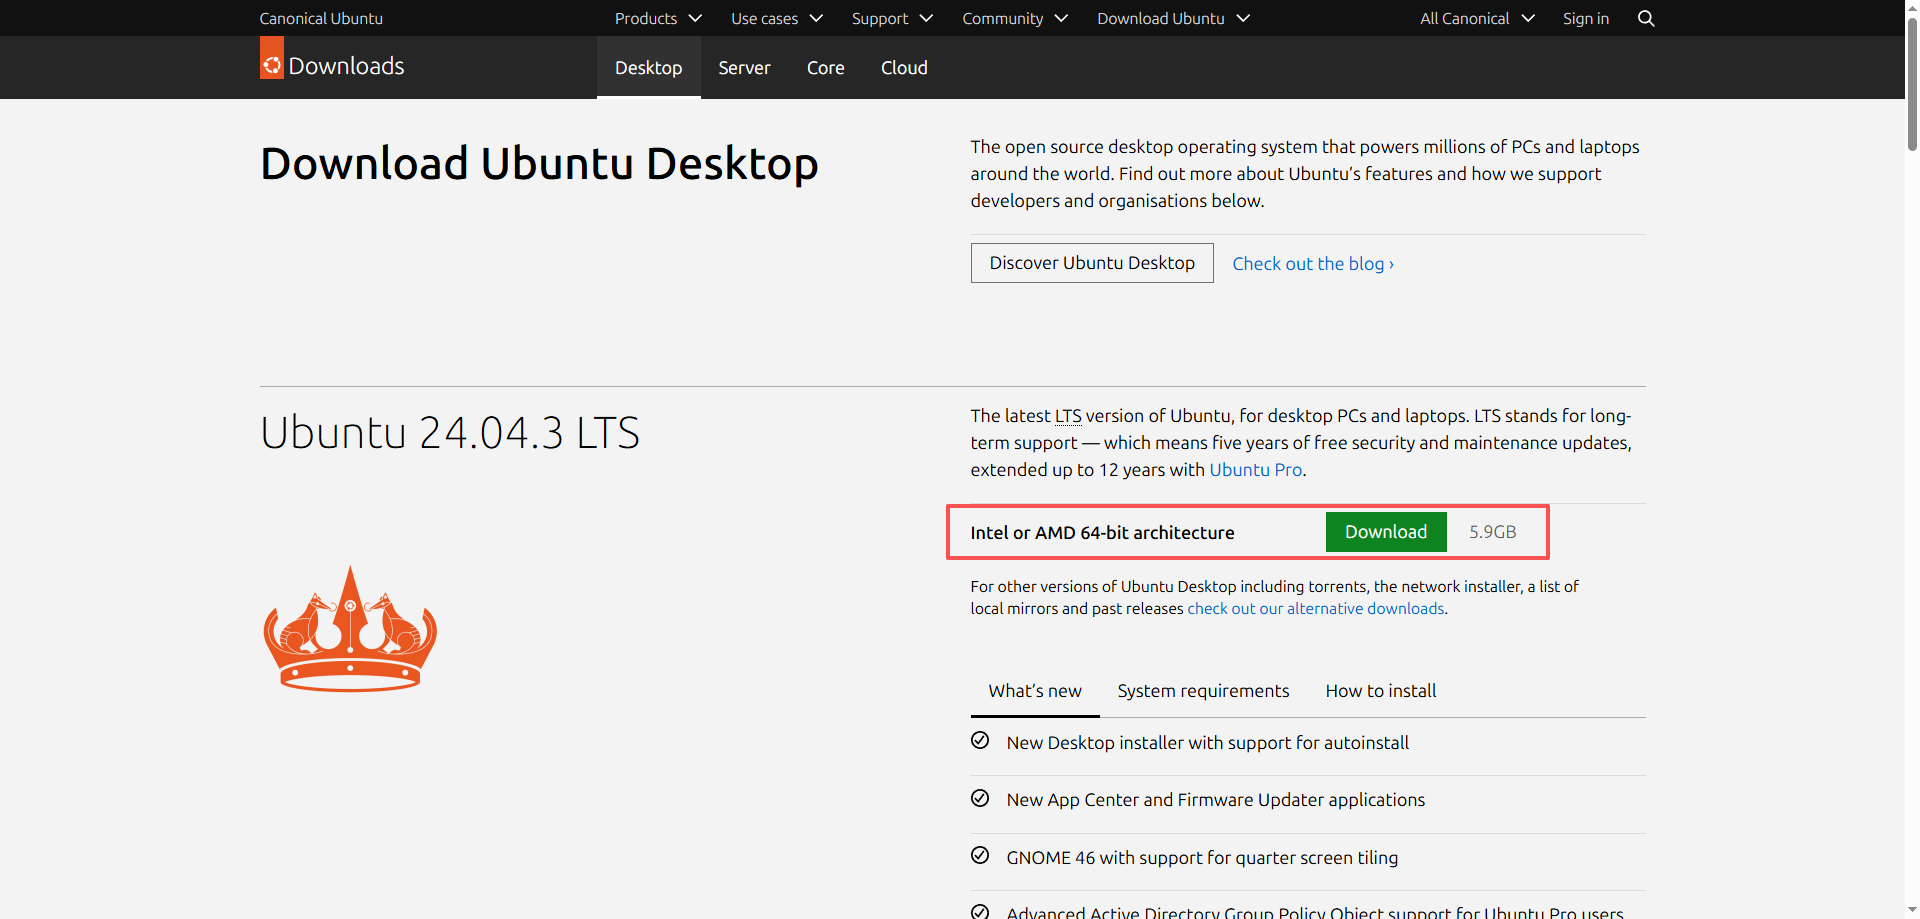 Canonical Ubuntu
Products
Use cases
Support
Community
Download Ubuntu
All Canonical
Sign in
Downloads
Desktop
Server
Core
Cloud
Download Ubuntu Desktop
The open source desktop operating system that powers millions of PCs and laptops
around the world. Find out more about Ubuntu’s features and how we support
developers and organisations below.
Discover Ubuntu Desktop
Check out the blog ›
Ubuntu 24.04.3 LTS
The latest LTS version of Ubuntu, for desktop PCs and laptops. LTS stands for long-
term support — which means five years of free security and maintenance updates,
extended up to 12 years with Ubuntu Pro.
Intel or AMD 64-bit architecture
Download
5.9GB
For other versions of Ubuntu Desktop including torrents, the network installer, a list of
local mirrors and past releases check out our alternative downloads.
What’s new
System requirements
How to install
New Desktop installer with support for autoinstall
New App Center and Firmware Updater applications
GNOME 46 with support for quarter screen tiling
Advanced Active Directory Group Policy Object support for Ubuntu Pro users